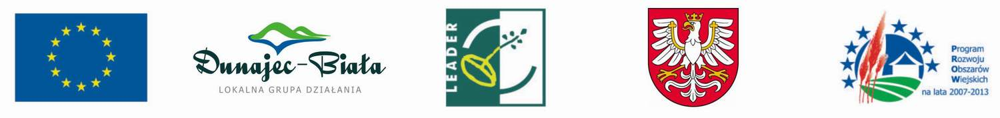 Dunajec-Biała
LOKALNA GRUPA DZIAŁANIA
LEADER
Program
Rozwoju
Obszarów
Wiejskich
na lata 2007-2013